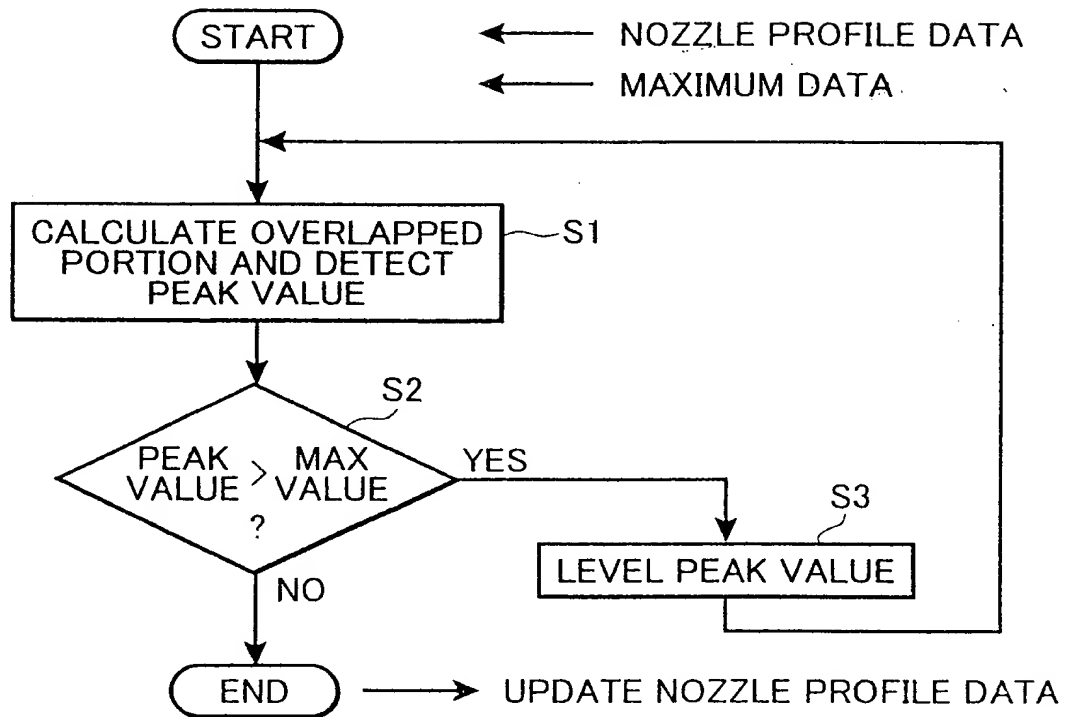 START
NOZZLE PROFILE DATA
MAXIMUM DATA
CALCULATE OVERLAPPED
PORTION AND DETECT
PEAK VALUE
S1
S2
PEAK VALUE > MAX VALUE
?
YES
NO
S3
LEVEL PEAK VALUE
END
UPDATE NOZZLE PROFILE DATA